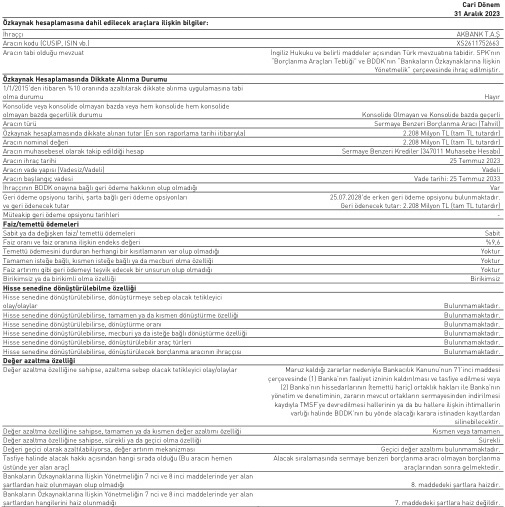 Cari Dönem
31 Aralık 2023
Özkaynak hesaplamasına dahil edilecek araçlara ilişkin bilgiler:
İhraççı AKBANK T.A.Ş.
Aracın kodu (CUSIP, ISIN vb.) XS2611752663
Aracın tabi olduğu mevzuat İngiliz Hukuku ve belirli maddeler açısından Türk mevzuatına tabidir. SPK'nın
"Borçlanma Araçları Tebliği" ve BDDK'nın "Bankaların Özkaynaklarına İlişkin
Yönetmelik" çerçevesinde ihraç edilmiştir.
Özkaynak Hesaplamasında Dikkate Alınma Durumu
1/1/2015'den itibaren %10 oranında azaltılarak dikkate alınma uygulamasına tabi
olma durumu Hayır
Konsolide veya konsolide olmayan bazda veya hem konsolide hem konsolide
olmayan bazda geçerlilik durumu Konsolide Olmayan ve Konsolide bazda geçerli
Aracın türü Sermaye Benzeri Borçlanma Aracı (Tahvil)
Özkaynak hesaplamasında dikkate alınan tutar (En son raporlama tarihi itibarıyla) 2.208 Milyon TL (tam TL tutardır)
Aracın nominal değeri 2.208 Milyon TL (tam TL tutardır)
Aracın muhasebesel olarak takip edildiği hesap Sermaye Benzeri Krediler (347011 Muhasebe Hesabı)
Aracın ihraç tarihi 25 Temmuz 2023
Aracın vade yapısı (Vadesiz/Vadeli) Vadeli
Aracın başlangıç vadesi Vade tarihi: 25 Temmuz 2033
İhraççının BDDK onayına bağlı geri ödeme hakkının olup olmadığı Var
Geri ödeme opsiyonu tarihi, şarta bağlı geri ödeme opsiyonları 25.07.2028'de erken geri ödeme opsiyonu bulunmaktadır.
ve geri ödenecek tutar Geri ödenecek tutar: 2.208 Milyon TL (tam TL tutardır)
Müteakip geri ödeme opsiyonu tarihleri -
Faiz/temettü ödemeleri
Sabit ya da değişken faiz/ temettü ödemeleri Sabit
Faiz oranı ve faiz oranına ilişkin endeks değeri %9,6
Temettü ödemesini durduran herhangi bir kısıtlamanın var olup olmadığı Yoktur
Tamamen isteğe bağlı, kısmen isteğe bağlı ya da mecburi olma özelliği Yoktur
Faiz artırımı gibi geri ödemeyi teşvik edecek bir unsurun olup olmadığı Yoktur
Birikimsiz ya da birikimli olma özelliği Birikimsiz
Hisse senedine dönüştürülebilme özelliği
Hisse senedine dönüştürülebilirse, dönüştürmeye sebep olacak tetikleyici
olay/olaylar Bulunmamaktadır.
Hisse senedine dönüştürülebilirse, tamamen ya da kısmen dönüştürme özelliği Bulunmamaktadır.
Hisse senedine dönüştürülebilirse, dönüştürme oranı Bulunmamaktadır.
Hisse senedine dönüştürülebilirse, mecburi ya da isteğe bağlı dönüştürme özelliği Bulunmamaktadır.
Hisse senedine dönüştürülebilirse, dönüştürülebilir araç türleri Bulunmamaktadır.
Hisse senedine dönüştürülebilirse, dönüştürülecek borçlanma aracının ihraççısı Bulunmamaktadır.
Değer azaltma özelliği
Değer azaltma özelliğine sahipse, azaltıma sebep olacak tetikleyici olay/olaylar Maruz kaldığı zararlar nedeniyle Bankacılık Kanunu'nun 71'inci maddesi
çerçevesinde (1) Banka'nın faaliyet izninin kaldırılması ve tasfiye edilmesi veya
(2) Banka'nın hissedarlarının (temettü hariç) ortaklık hakları ile Banka'nın
yönetim ve denetiminin, zararın mevcut ortakların sermayesinden indirilmesi
kaydıyla TMSF'ye devredilmesi hallerinin ya da bu hallere ilişkin ihtimallerin
varlığı halinde BDDK'nın bu yönde alacağı karara istinaden kayıtlardan
silinebilecektir.
Değer azaltma özelliğine sahipse, tamamen ya da kısmen değer azaltımı özelliği Kısmen veya tamamen
Değer azaltma özelliğine sahipse, sürekli ya da geçici olma özelliği Sürekli
Değeri geçici olarak azaltılabiliyorsa, değer artırım mekanizması Geçici değer azaltımı bulunmamaktadır.
Tasfiye halinde alacak hakkı açısından hangi sırada olduğu (Bu aracın hemen Alacak sıralamasında sermaye benzeri borçlanma aracı olmayan borçlanma
üstünde yer alan araç) araçlarından sonra gelmektedir.
Bankaların Özkaynaklarına İlişkin Yönetmeliğin 7 nci ve 8 inci maddelerinde yer alan
şartlardan haiz olunmayan olup olmadığı 8. maddedeki şartlara haizdir.
Bankaların Özkaynaklarına İlişkin Yönetmeliğin 7 nci ve 8 inci maddelerinde yer alan
şartlardan hangilerini haiz olunmadığı 7. maddedeki şartlara haiz değildir.